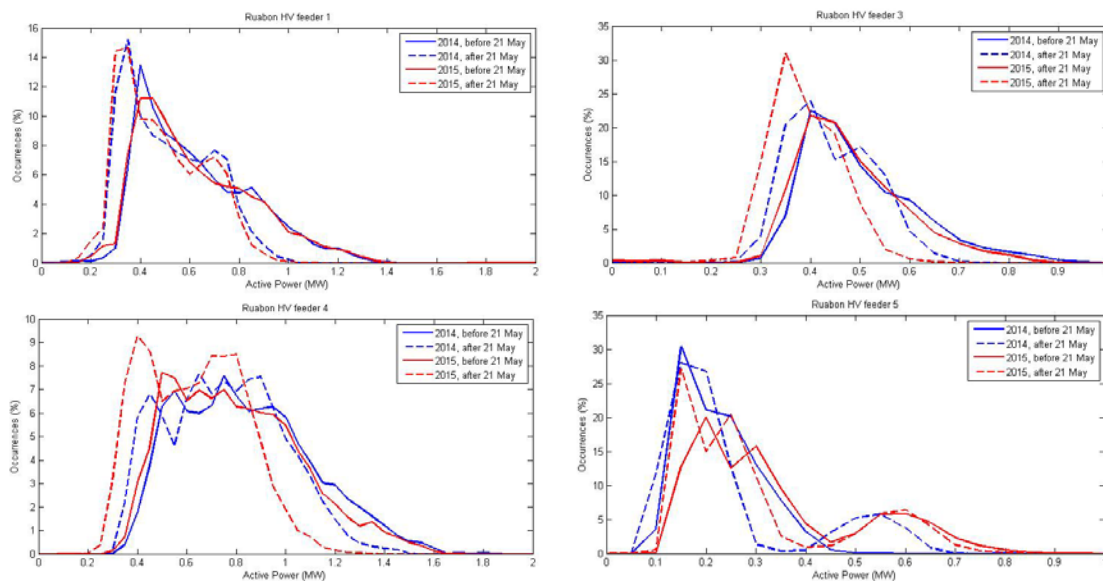 Ruabon HV feeder 1
16
14
12
10
8
6
4
2
0
Occurrences (%)
2014, before 21 May
2014, after 21 May
2015, before 21 May
2015, after 21 May
0 0.2 0.4 0.6 0.8 1 1.2 1.4 1.6 1.8 2
Active Power (MW)
Ruabon HV feeder 3
35
30
25
20
15
10
5
0
Occurrences (%)
2014, before 21 May
2014, after 21 May
2015, before 21 May
2015, after 21 May
0 0.1 0.2 0.3 0.4 0.5 0.6 0.7 0.8 0.9
Active Power (MW)
Ruabon HV feeder 4
10
9
8
7
6
5
4
3
2
1
0
Occurrences (%)
2014, before 21 May
2014, after 21 May
2015, before 21 May
2015, after 21 May
0 0.2 0.4 0.6 0.8 1 1.2 1.4 1.6 1.8 2
Active Power (MW)
Ruabon HV feeder 5
35
30
25
20
15
10
5
0
Occurrences (%)
2014, before 21 May
2014, after 21 May
2015, before 21 May
2015, after 21 May
0 0.1 0.2 0.3 0.4 0.5 0.6 0.7 0.8 0.9
Active Power (MW)